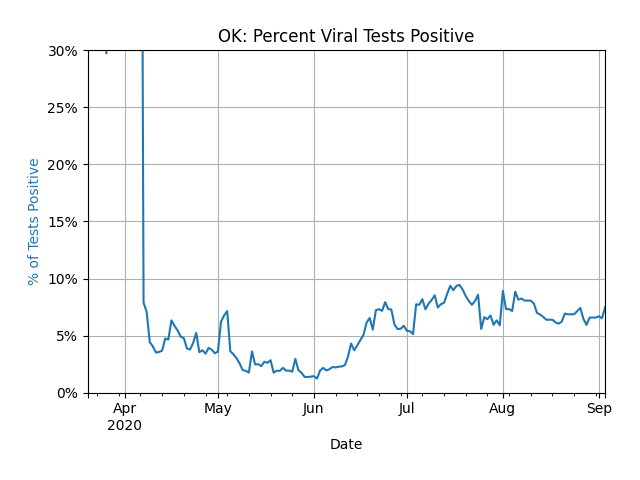 OK: Percent Viral Tests Positive
30%
25%
20%
15%
10%
5%
0%
% of Tests Positive
Apr
2020
May
Jun
Jul
Aug
Sep
Date